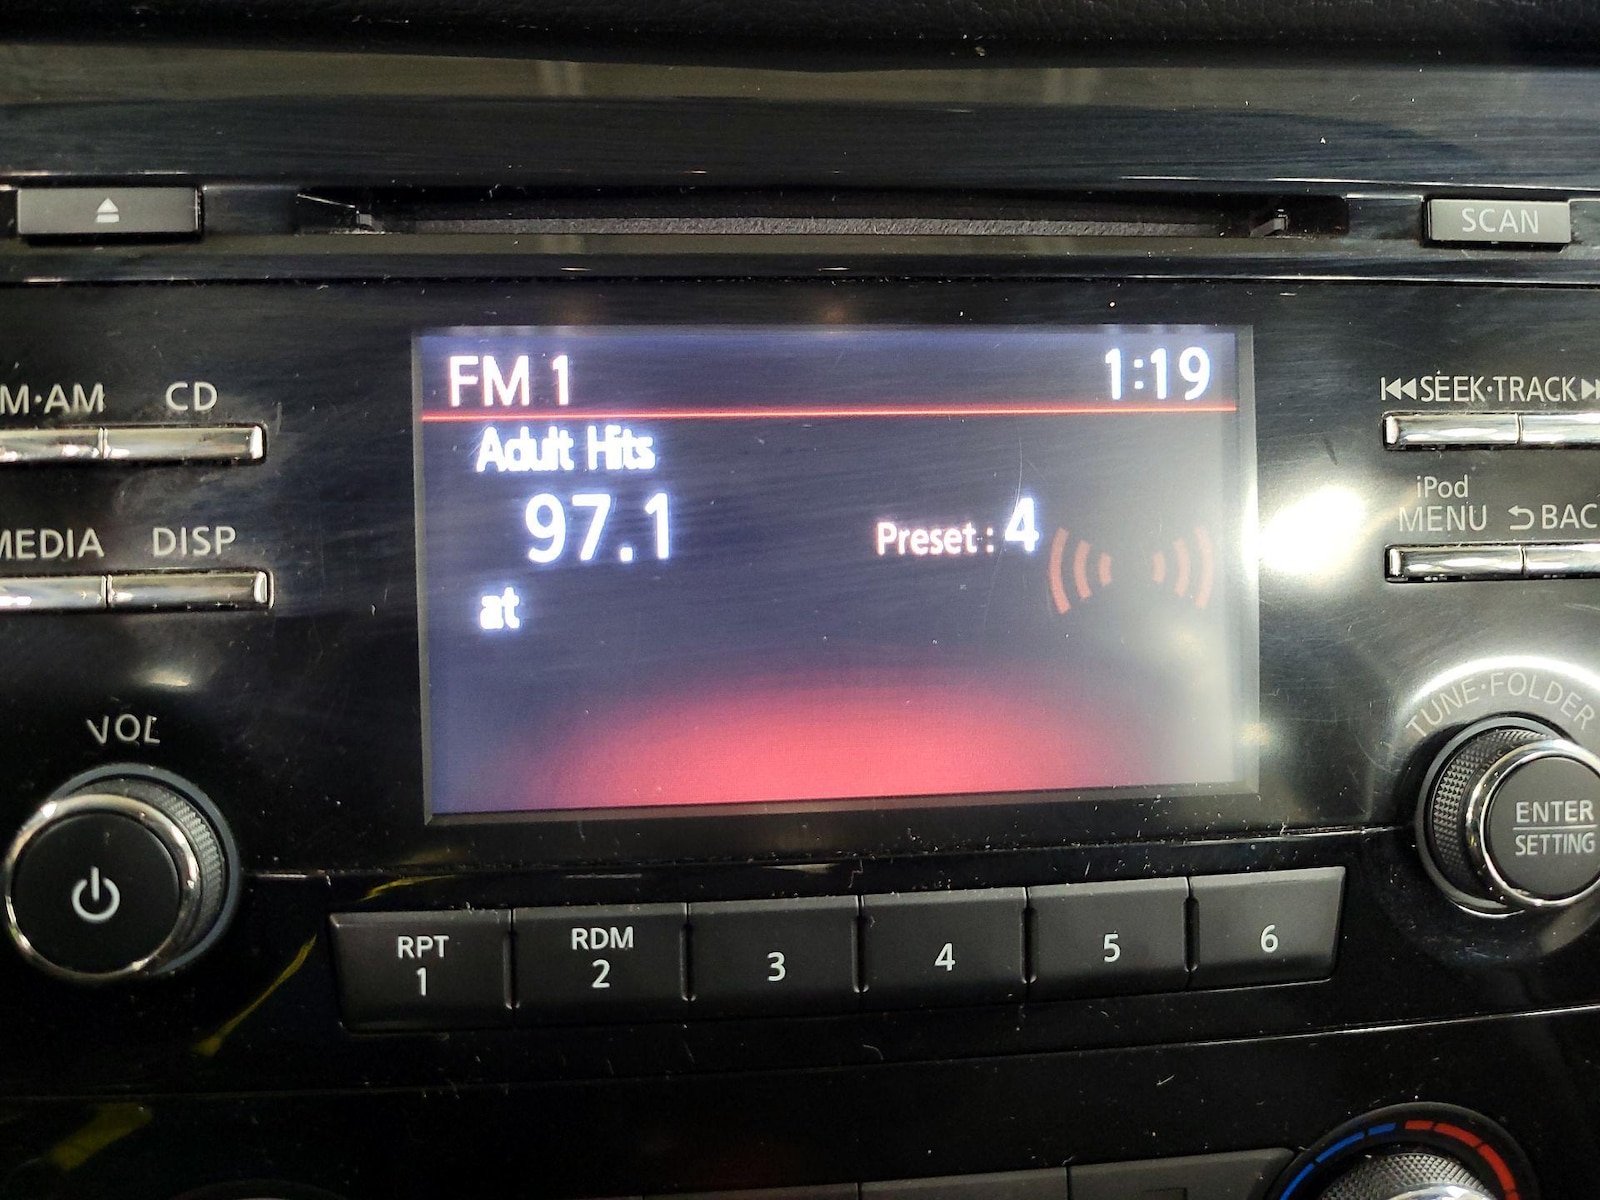 SCAN
FM 1 1:19
M·AM CD
SEEK·TRACK
Adult Hits
97.1 Preset : 4
iPod
MENU BAC
MEDIA DISP
at
VOL
TUNE·FOLDER
ENTER
SETTING
RPT RDM
1 2 3 4 5 6